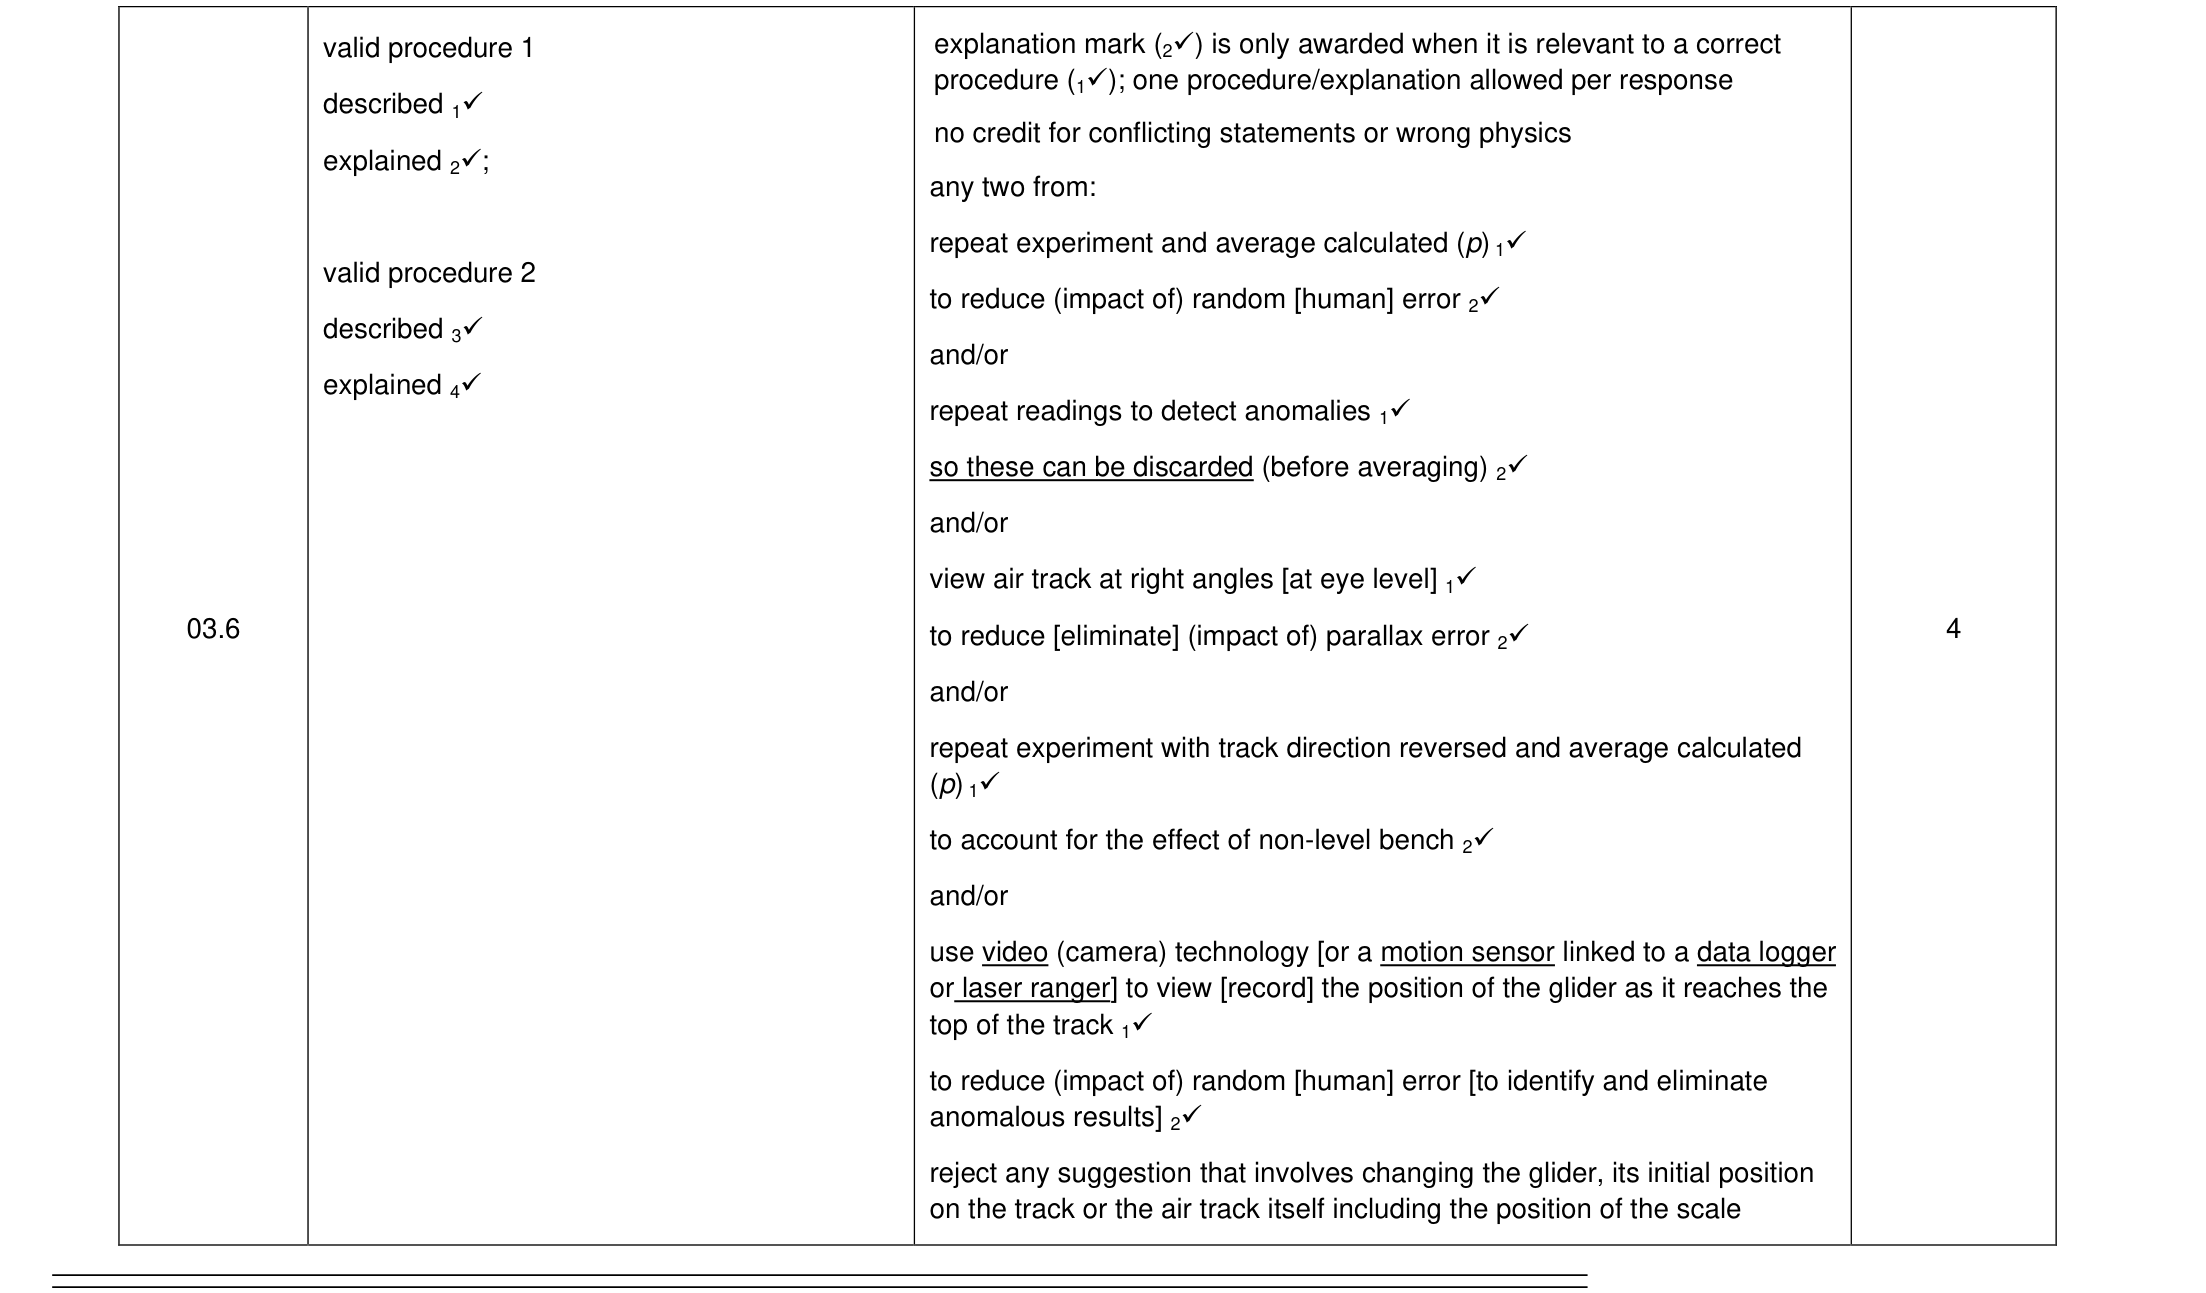 valid procedure 1
described ₁✓
explained ₂✓;
valid procedure 2
described ₃✓
explained ₄✓
03.6
explanation mark (₂✓) is only awarded when it is relevant to a correct
procedure (₁✓); one procedure/explanation allowed per response
no credit for conflicting statements or wrong physics
any two from:
repeat experiment and average calculated (p) ₁✓
to reduce (impact of) random [human] error ₂✓
and/or
repeat readings to detect anomalies ₁✓
so these can be discarded (before averaging) ₂✓
and/or
view air track at right angles [at eye level] ₁✓
to reduce [eliminate] (impact of) parallax error ₂✓
and/or
repeat experiment with track direction reversed and average calculated
(p) ₁✓
to account for the effect of non-level bench ₂✓
and/or
use video (camera) technology [or a motion sensor linked to a data logger
or laser ranger] to view [record] the position of the glider as it reaches the
top of the track ₁✓
to reduce (impact of) random [human] error [to identify and eliminate
anomalous results] ₂✓
reject any suggestion that involves changing the glider, its initial position
on the track or the air track itself including the position of the scale
4